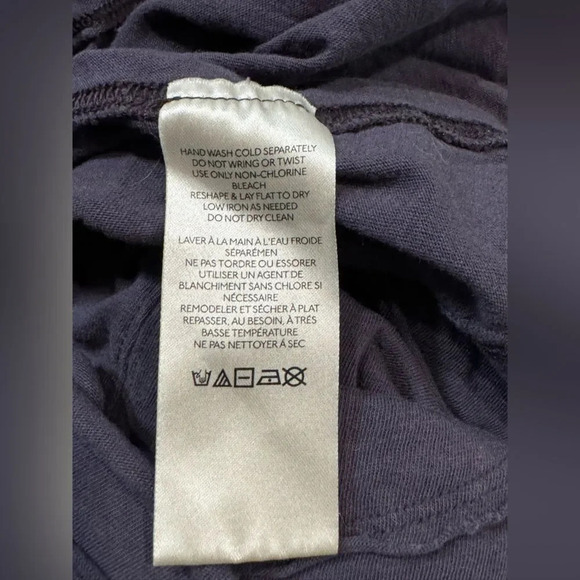 HAND WASH COLD SEPARATELY
DO NOT WRING OR TWIST
USE ONLY NON-CHLORINE
BLEACH
RESHAPE & LAY FLAT TO DRY
LOW IRON AS NEEDED
DO NOT DRY CLEAN
LAVER À LA MAIN À L'EAU FROIDE
SÉPARÉMEN
NE PAS TORDRE OU ESSORER
UTILISER UN AGENT DE
BLANCHIMENT SANS CHLORE SI
NÉCESSAIRE
REMODELER ET SÉCHER À PLAT
REPASSER, AU BESOIN, À TRÉS
BASSE TEMPÉRATURE
NE PAS NETTOYER Á SEC